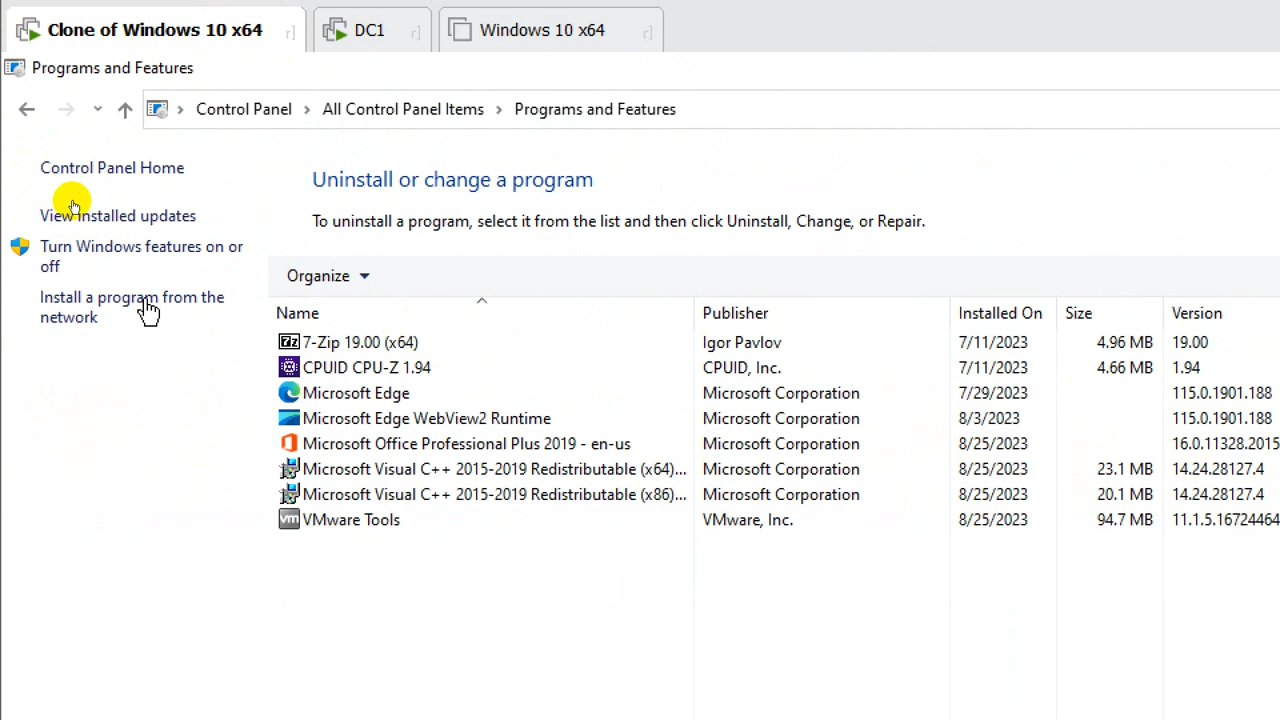 Clone of Windows 10 x64
DC1
Windows 10 x64
Programs and Features
Control Panel > All Control Panel Items > Programs and Features
Control Panel Home
View installed updates
Turn Windows features on or
off
Install a program from the
network
Uninstall or change a program
To uninstall a program, select it from the list and then click Uninstall, Change, or Repair.
Organize
Name Publisher Installed On Size Version
7-Zip 19.00 (x64) Igor Pavlov 7/11/2023 4.96 MB 19.00
CPUID CPU-Z 1.94 CPUID, Inc. 7/11/2023 4.66 MB 1.94
Microsoft Edge Microsoft Corporation 7/29/2023 115.0.1901.188
Microsoft Edge WebView2 Runtime Microsoft Corporation 8/3/2023 115.0.1901.188
Microsoft Office Professional Plus 2019 - en-us Microsoft Corporation 8/25/2023 16.0.11328.2015
Microsoft Visual C++ 2015-2019 Redistributable (x64)... Microsoft Corporation 8/25/2023 23.1 MB 14.24.28127.4
Microsoft Visual C++ 2015-2019 Redistributable (x86)... Microsoft Corporation 8/25/2023 20.1 MB 14.24.28127.4
vm VMware Tools VMware, Inc. 8/25/2023 94.7 MB 11.1.5.16724464